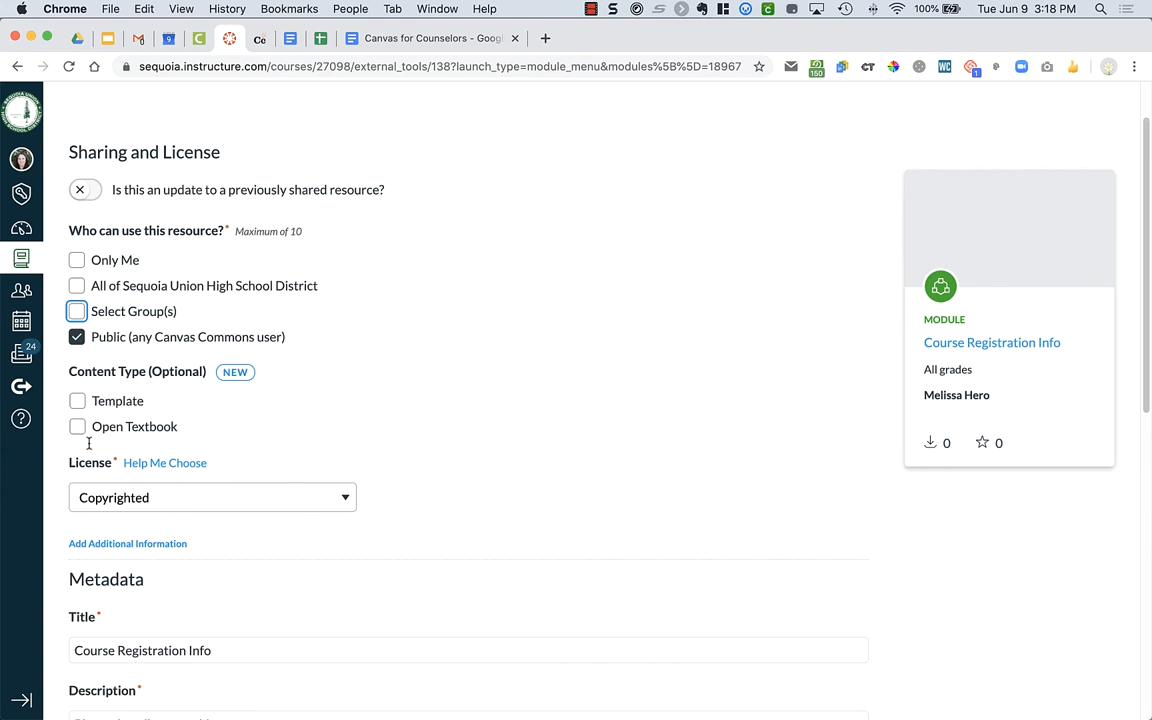 Chrome File Edit View History Bookmarks People Tab Window Help 100% Tue Jun 9 3:18 PM
Canvas for Counselors - Goog
sequoia.instructure.com/courses/27098/external_tools/138?launch_type=module_menu&modules%5B%5D=18967
150
WC
1
24
Sharing and License
Is this an update to a previously shared resource?
Who can use this resource?* Maximum of 10
Only Me
All of Sequoia Union High School District
Select Group(s)
Public (any Canvas Commons user)
Content Type (Optional) NEW
Template
Open Textbook
License* Help Me Choose
Copyrighted
Add Additional Information
Metadata
Title*
Course Registration Info
Description*
MODULE
Course Registration Info
All grades
Melissa Hero
0 0